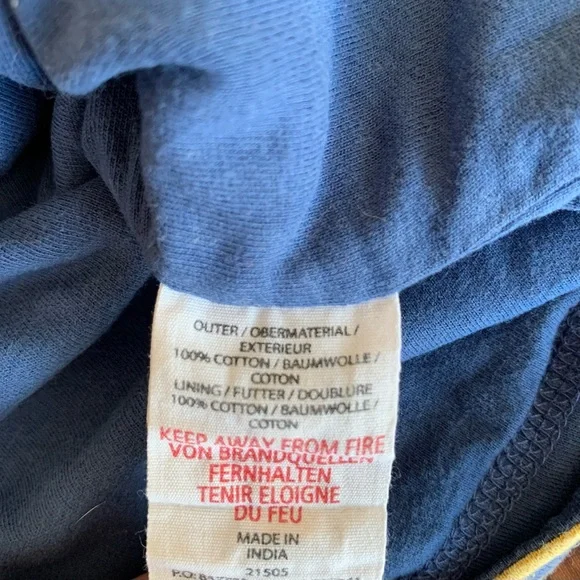 OUTER / OBERMATERIAL /
EXTERIEUR
100% COTTON / BAUMWOLLE /
COTON
LINING / FUTTER / DOUBLURE
100% COTTON / BAUMWOLLE /
COTON
KEEP AWAY FROM FIRE
VON BRANDQUELLEN
FERNHALTEN
TENIR ELOIGNE
DU FEU
MADE IN
INDIA
21505
P.O: